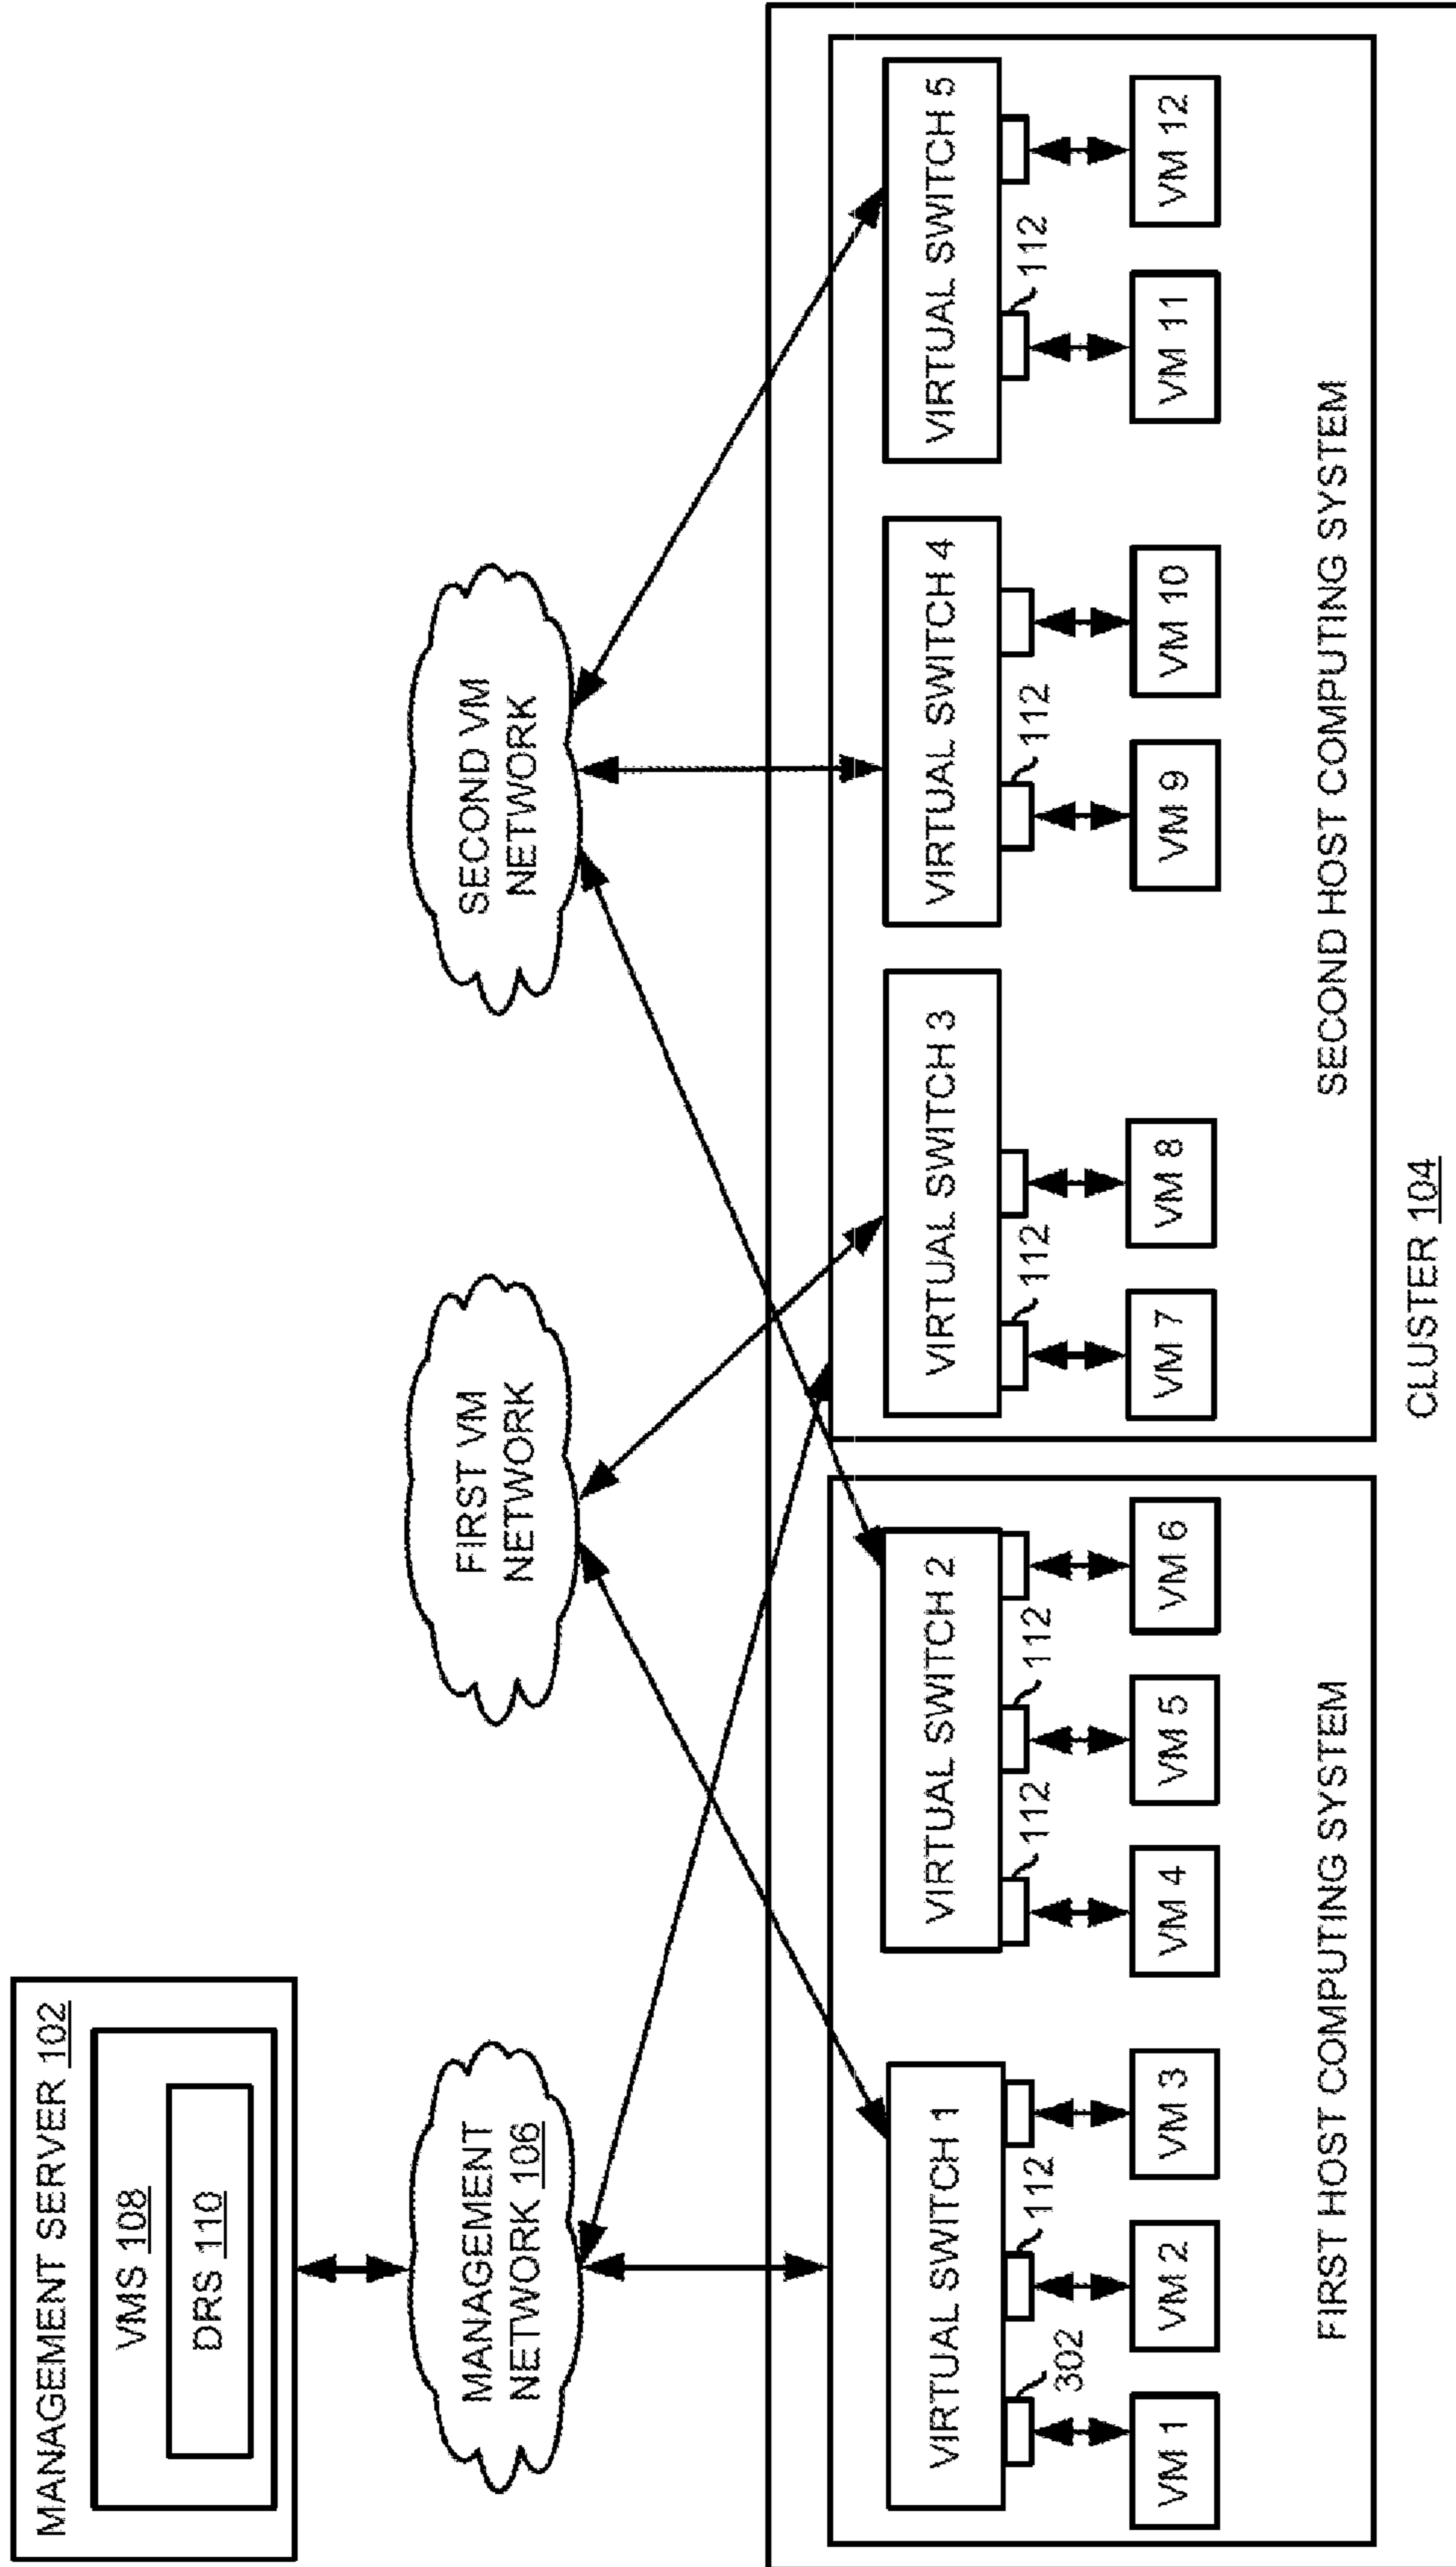 MANAGEMENT SERVER 102
VMS 108
DRS 110
MANAGEMENT
NETWORK 106
FIRST VM
NETWORK
SECOND VM
NETWORK
VIRTUAL SWITCH 1
VIRTUAL SWITCH 2
VIRTUAL SWITCH 3
VIRTUAL SWITCH 4
VIRTUAL SWITCH 5
302
112
112
112
112
112
112
VM 1
VM 2
VM 3
VM 4
VM 5
VM 6
VM 7
VM 8
VM 9
VM 10
VM 11
VM 12
FIRST HOST COMPUTING SYSTEM
SECOND HOST COMPUTING SYSTEM
CLUSTER 104